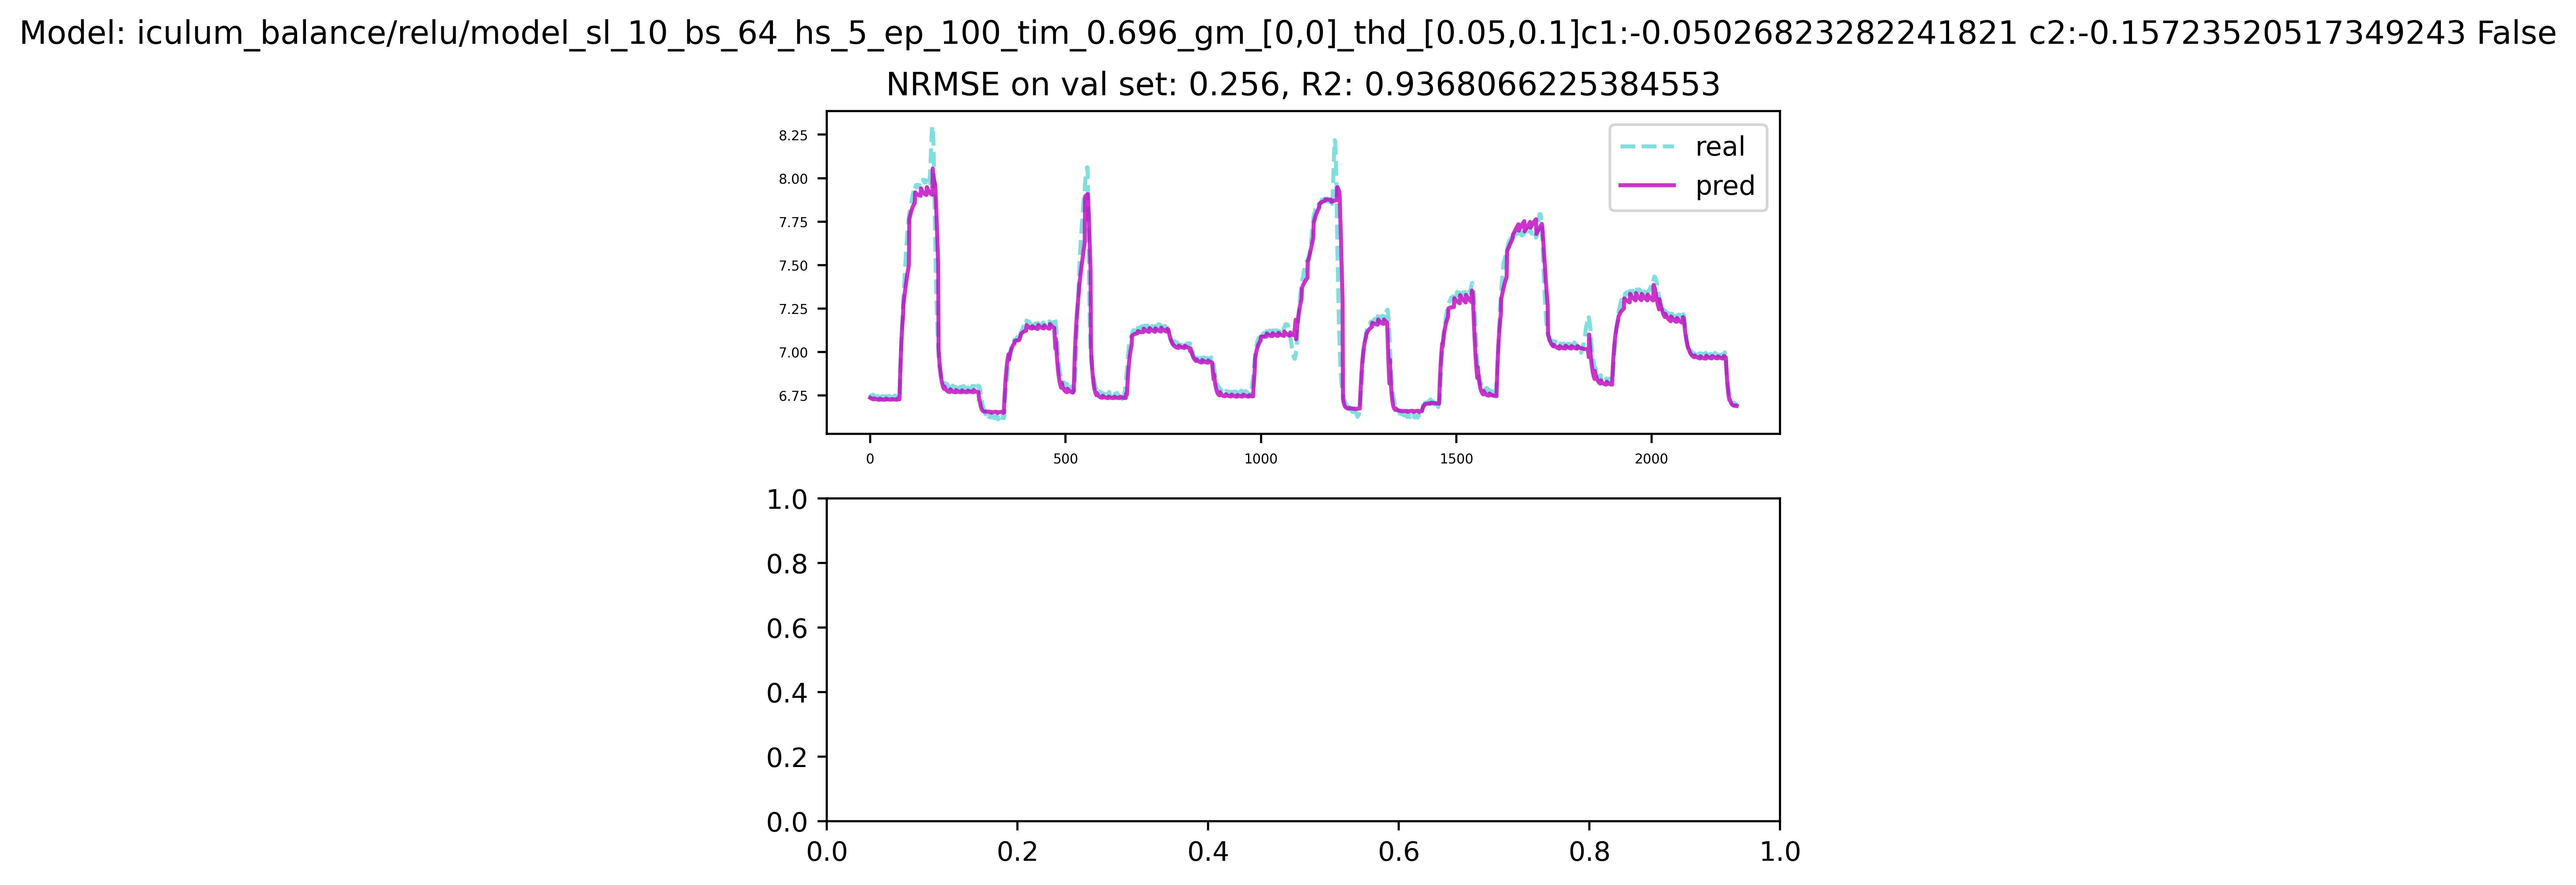 Model: iculum_balance/relu/model_sl_10_bs_64_hs_5_ep_100_tim_0.696_gm_[0,0]_thd_[0.05,0.1]c1:-0.05026823282241821 c2:-0.15723520517349243 False
NRMSE on val set: 0.256, R2: 0.9368066225384553
8.25
8.00
7.75
7.50
7.25
7.00
6.75
real
pred
0 500 1000 1500 2000
1.0
0.8
0.6
0.4
0.2
0.0
0.0 0.2 0.4 0.6 0.8 1.0